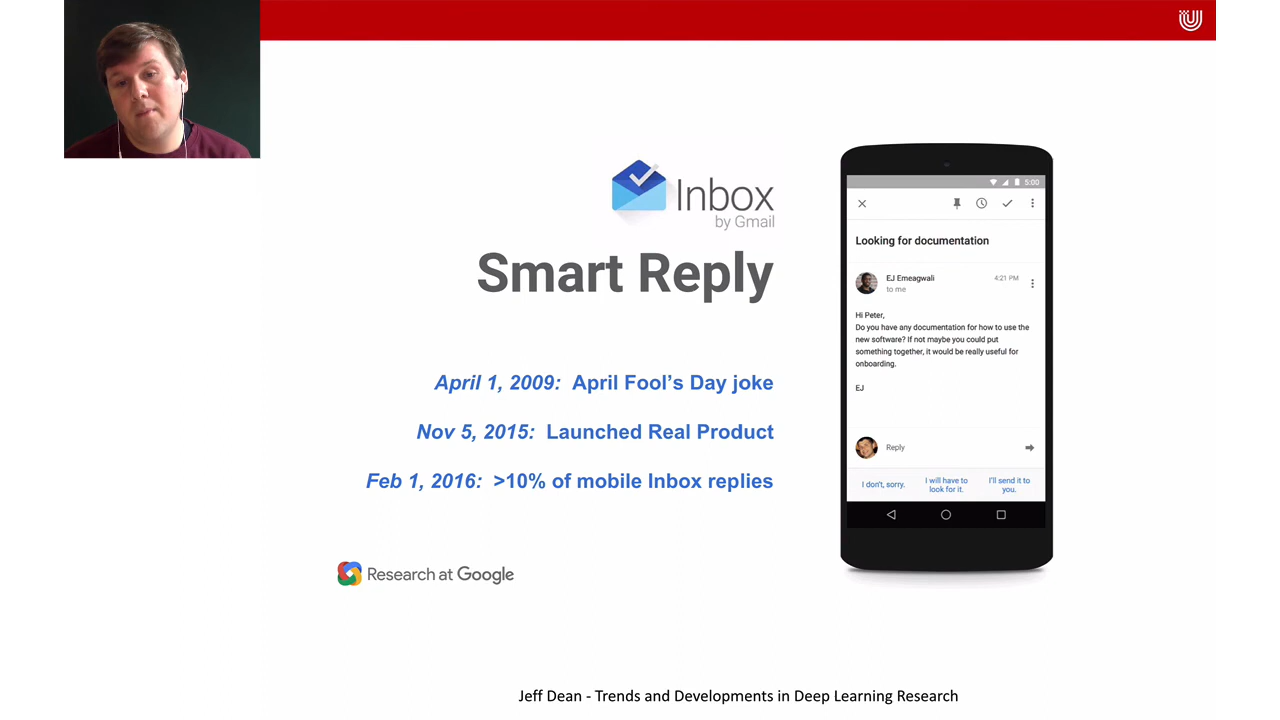 Inbox
by Gmail
Smart Reply
April 1, 2009: April Fool's Day joke
Nov 5, 2015: Launched Real Product
Feb 1, 2016: >10% of mobile Inbox replies
Research at Google
5:00
Looking for documentation
EJ Emeagwali
4:21 PM
to me
Hi Peter,
Do you have any documentation for how to use the
new software? If not maybe you could put
something together, it would be really useful for
onboarding.
EJ
Reply
I don't, sorry.
I will have to
look for it.
I'll send it to
you.
Jeff Dean - Trends and Developments in Deep Learning Research